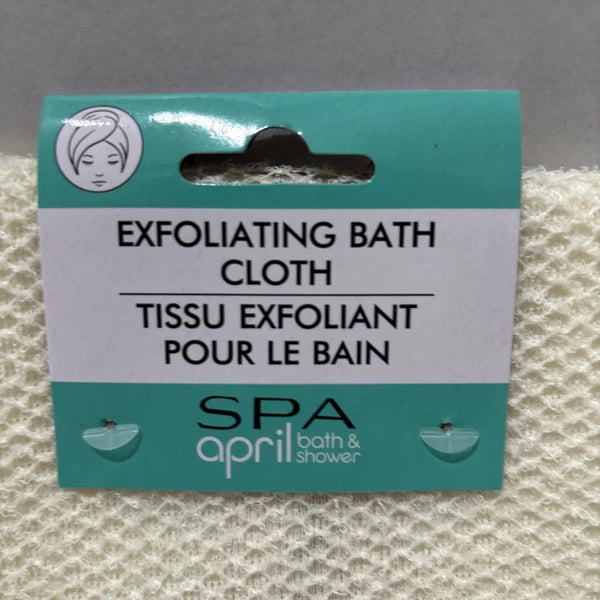 EXFOLIATING BATH
CLOTH
TISSU EXFOLIANT
POUR LE BAIN
SPA
april bath &
shower